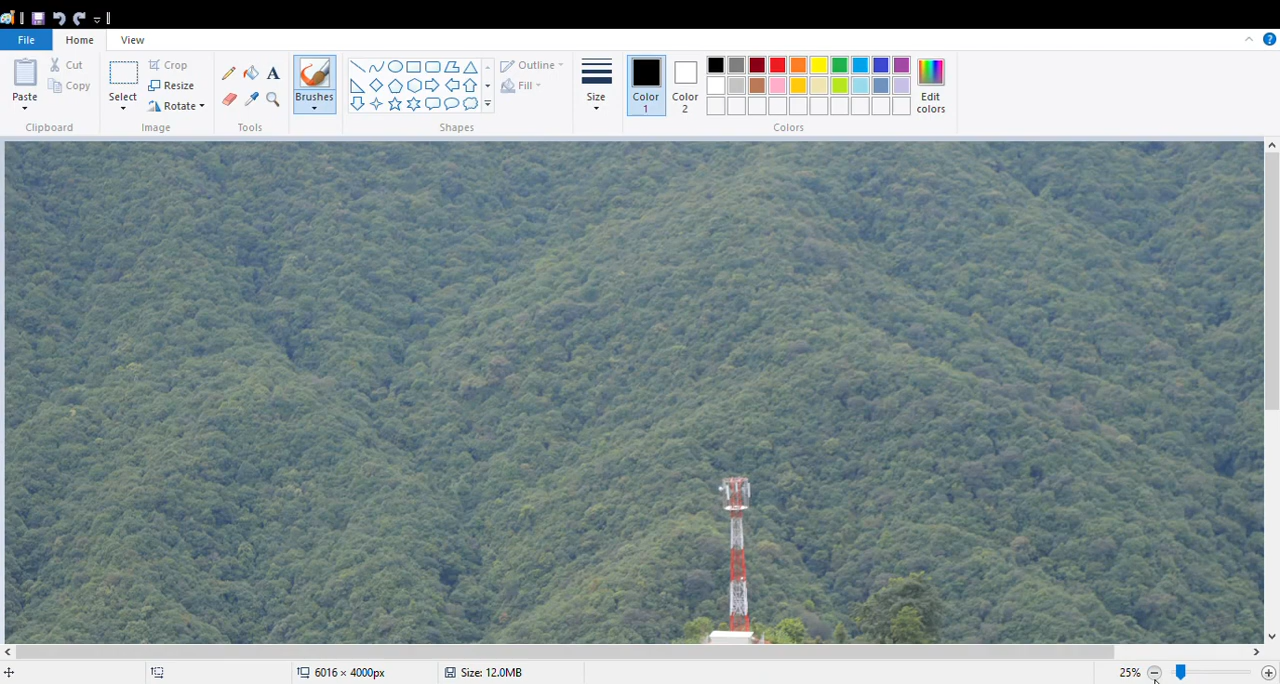 File Home View
Paste Cut Copy Clipboard
Select Crop Resize Rotate Image
A Tools
Brushes
Outline Fill Shapes
Size
Color 1 Color 2 Edit colors Colors
6016 × 4000px Size: 12.0MB 25%